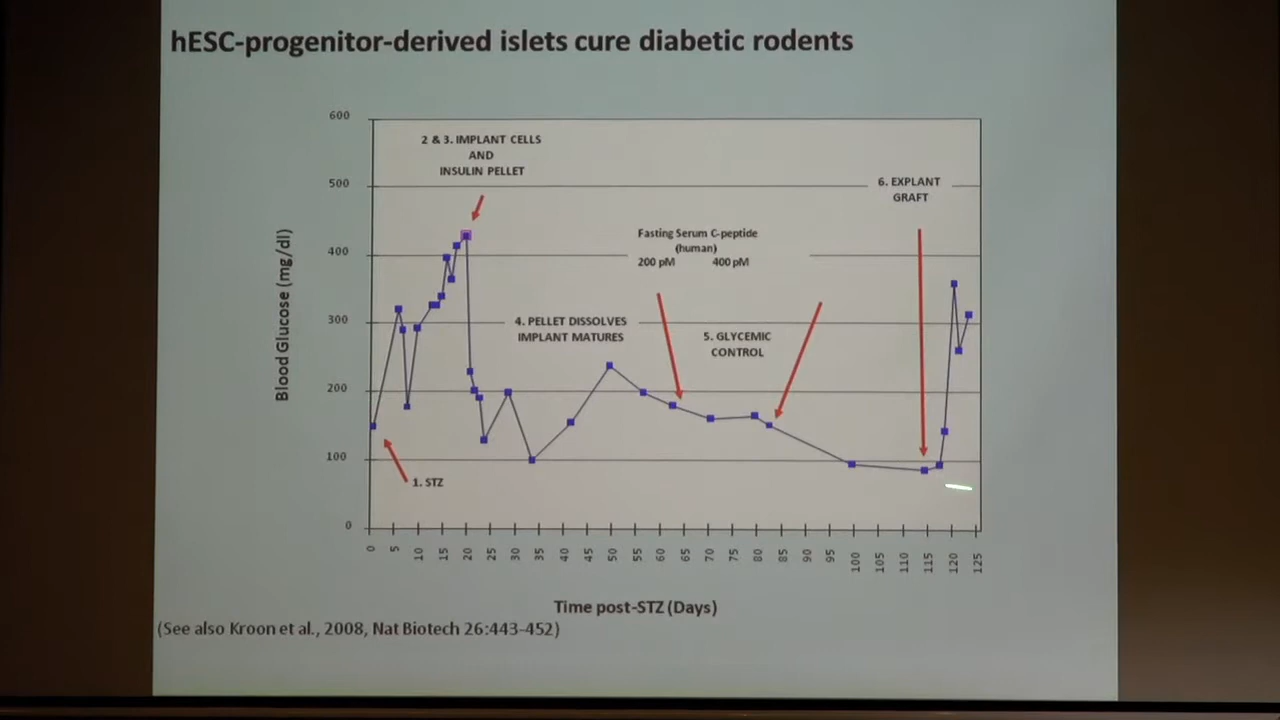 hESC-progenitor-derived islets cure diabetic rodents
600
500
400
300
200
100
0
Blood Glucose (mg/dl)
2 & 3. IMPLANT CELLS
AND
INSULIN PELLET
6. EXPLANT
GRAFT
Fasting Serum C-peptide
(human)
200 pM 400 pM
4. PELLET DISSOLVES
IMPLANT MATURES
5. GLYCEMIC
CONTROL
1. STZ
0 5 10 15 20 25 30 35 40 45 50 55 60 65 70 75 80 85 90 95 100 105 110 115 120 125
Time post-STZ (Days)
(See also Kroon et al., 2008, Nat Biotech 26:443-452)